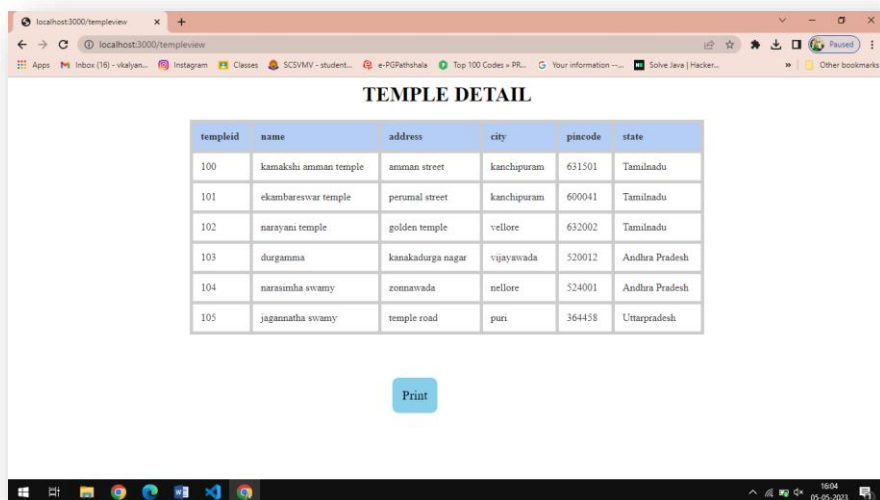 localhost:3000/templeview
localhost:3000/templeview Paused
Apps Inbox (16) - vkalyan... Instagram Classes SCSVMV - student... e-PGPathshala Top 100 Codes » PR... Your information --... Solve Java | Hacker... » Other bookmarks
TEMPLE DETAIL
templeid name address city pincode state
100 kamakshi amman temple amman street kanchipuram 631501 Tamilnadu
101 ekambareswar temple perumal street kanchipuram 600041 Tamilnadu
102 narayani temple golden temple vellore 632002 Tamilnadu
103 durgamma kanakadurga nagar vijayawada 520012 Andhra Pradesh
104 narasimha swamy zonnawada nellore 524001 Andhra Pradesh
105 jagannatha swamy temple road puri 364458 Uttarpradesh
Print
16:04
05-05-2023